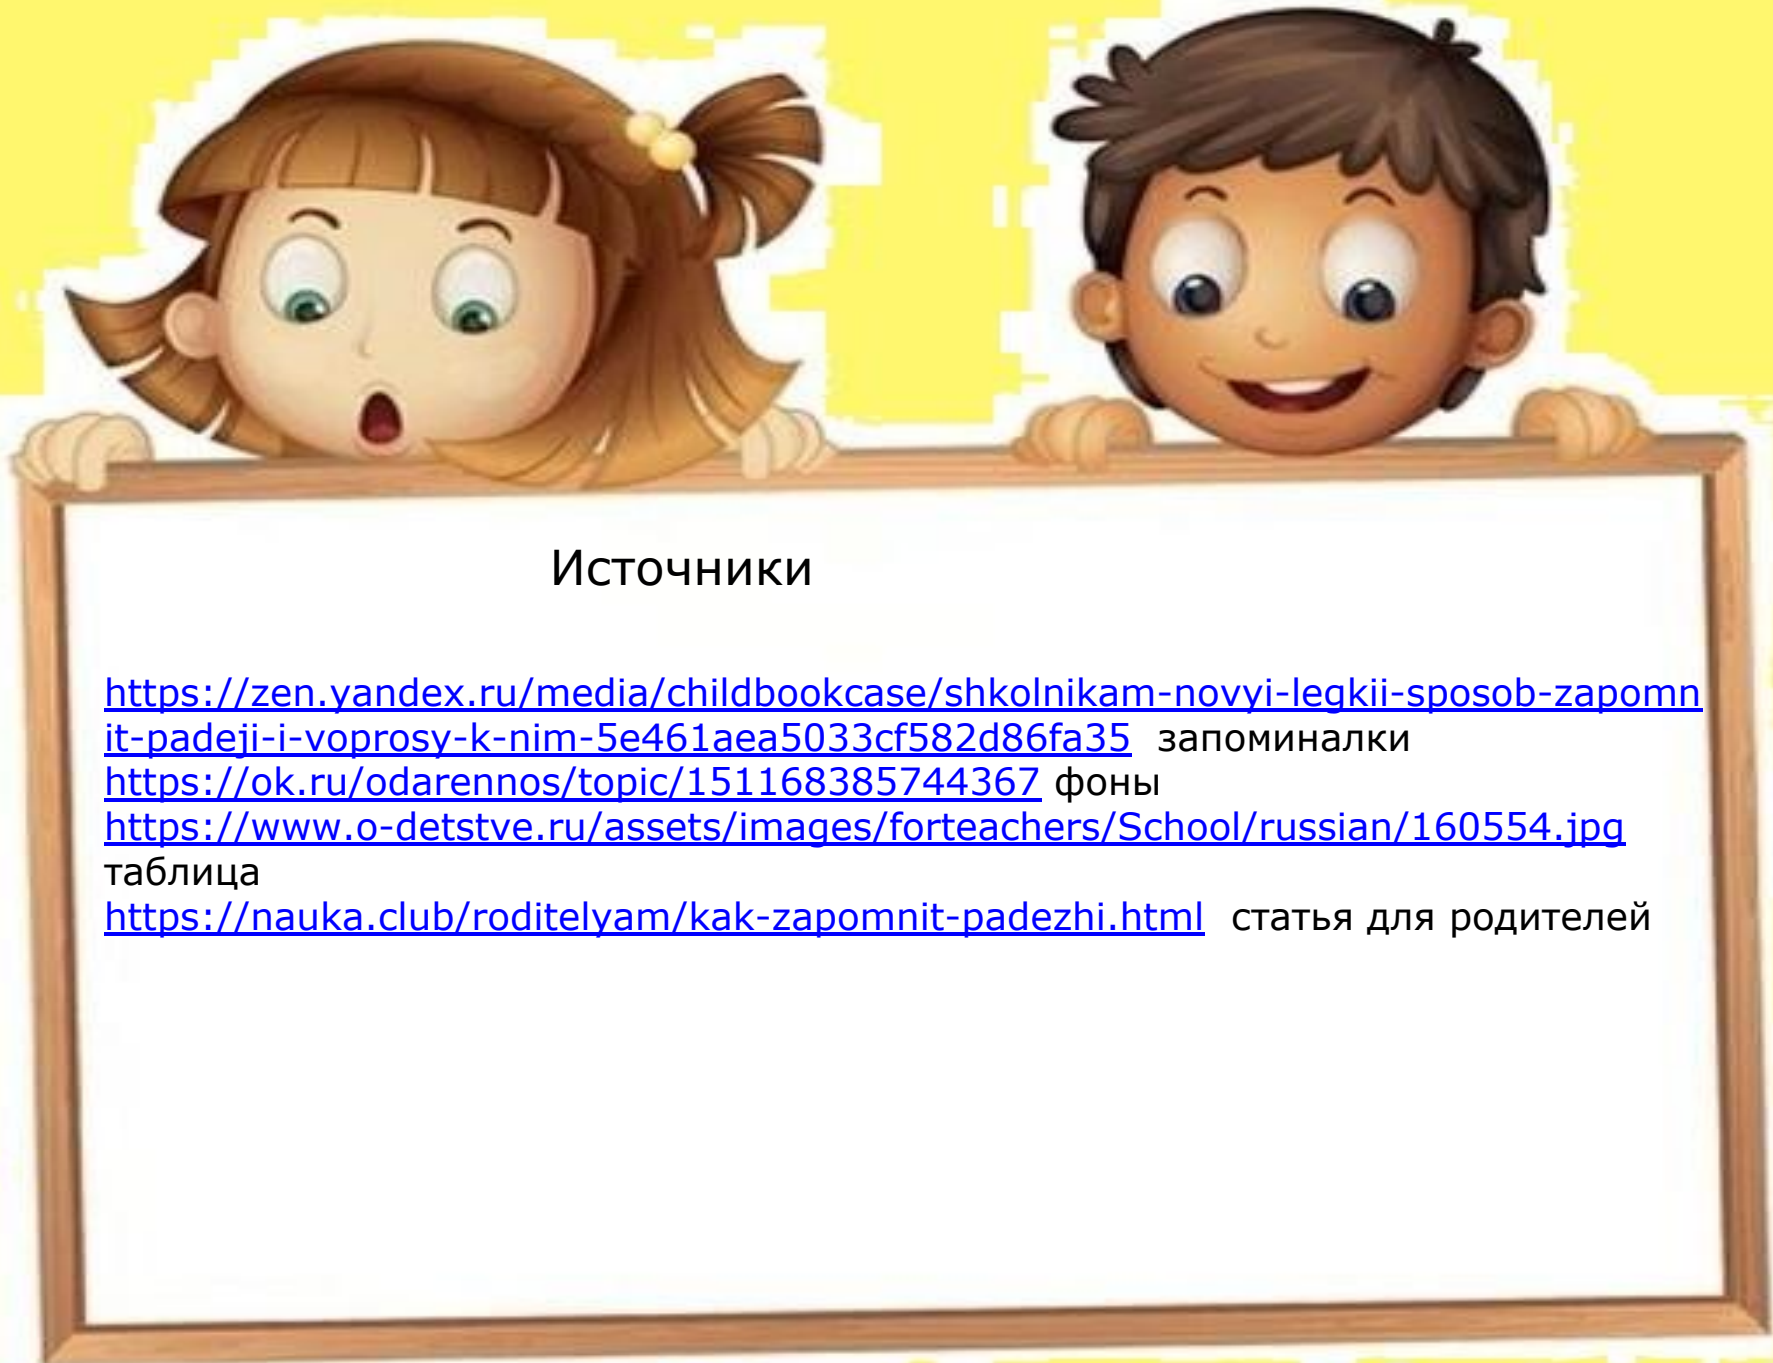 Источники
https://zen.yandex.ru/media/childbookcase/shkolnikam-novyi-legkii-sposob-zapomn
it-padeji-i-voprosy-k-nim-5e461aea5033cf582d86fa35 запоминалки
https://ok.ru/odarennos/topic/151168385744367 фоны
https://www.o-detstve.ru/assets/images/forteachers/School/russian/160554.jpg
таблица
https://nauka.club/roditelyam/kak-zapomnit-padezhi.html статья для родителей